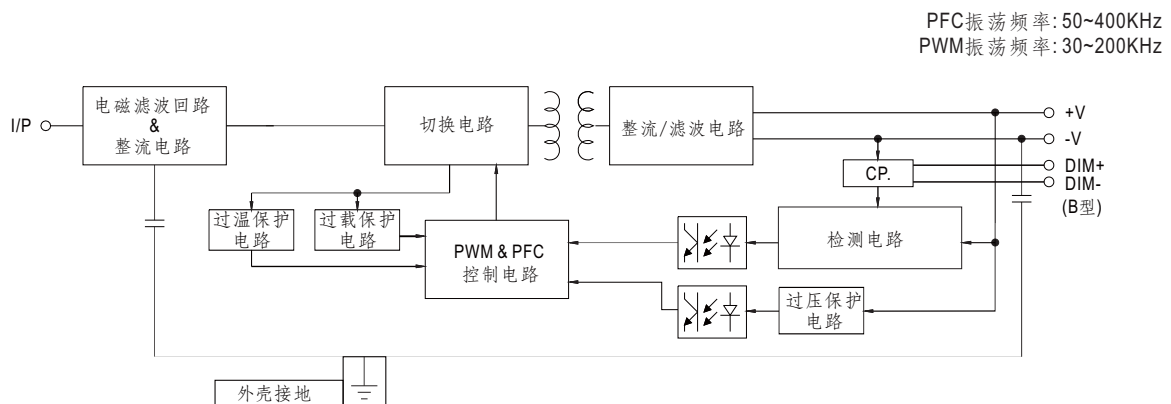 PFC振荡频率: 50~400KHz
PWM振荡频率: 30~200KHz
I/P
电磁滤波回路
&
整流电路
切换电路
整流/滤波电路
+V
-V
DIM+
DIM-
(B型)
CP.
过温保护
电路
过载保护
电路
PWM & PFC
控制电路
检测电路
过压保护
电路
外壳接地